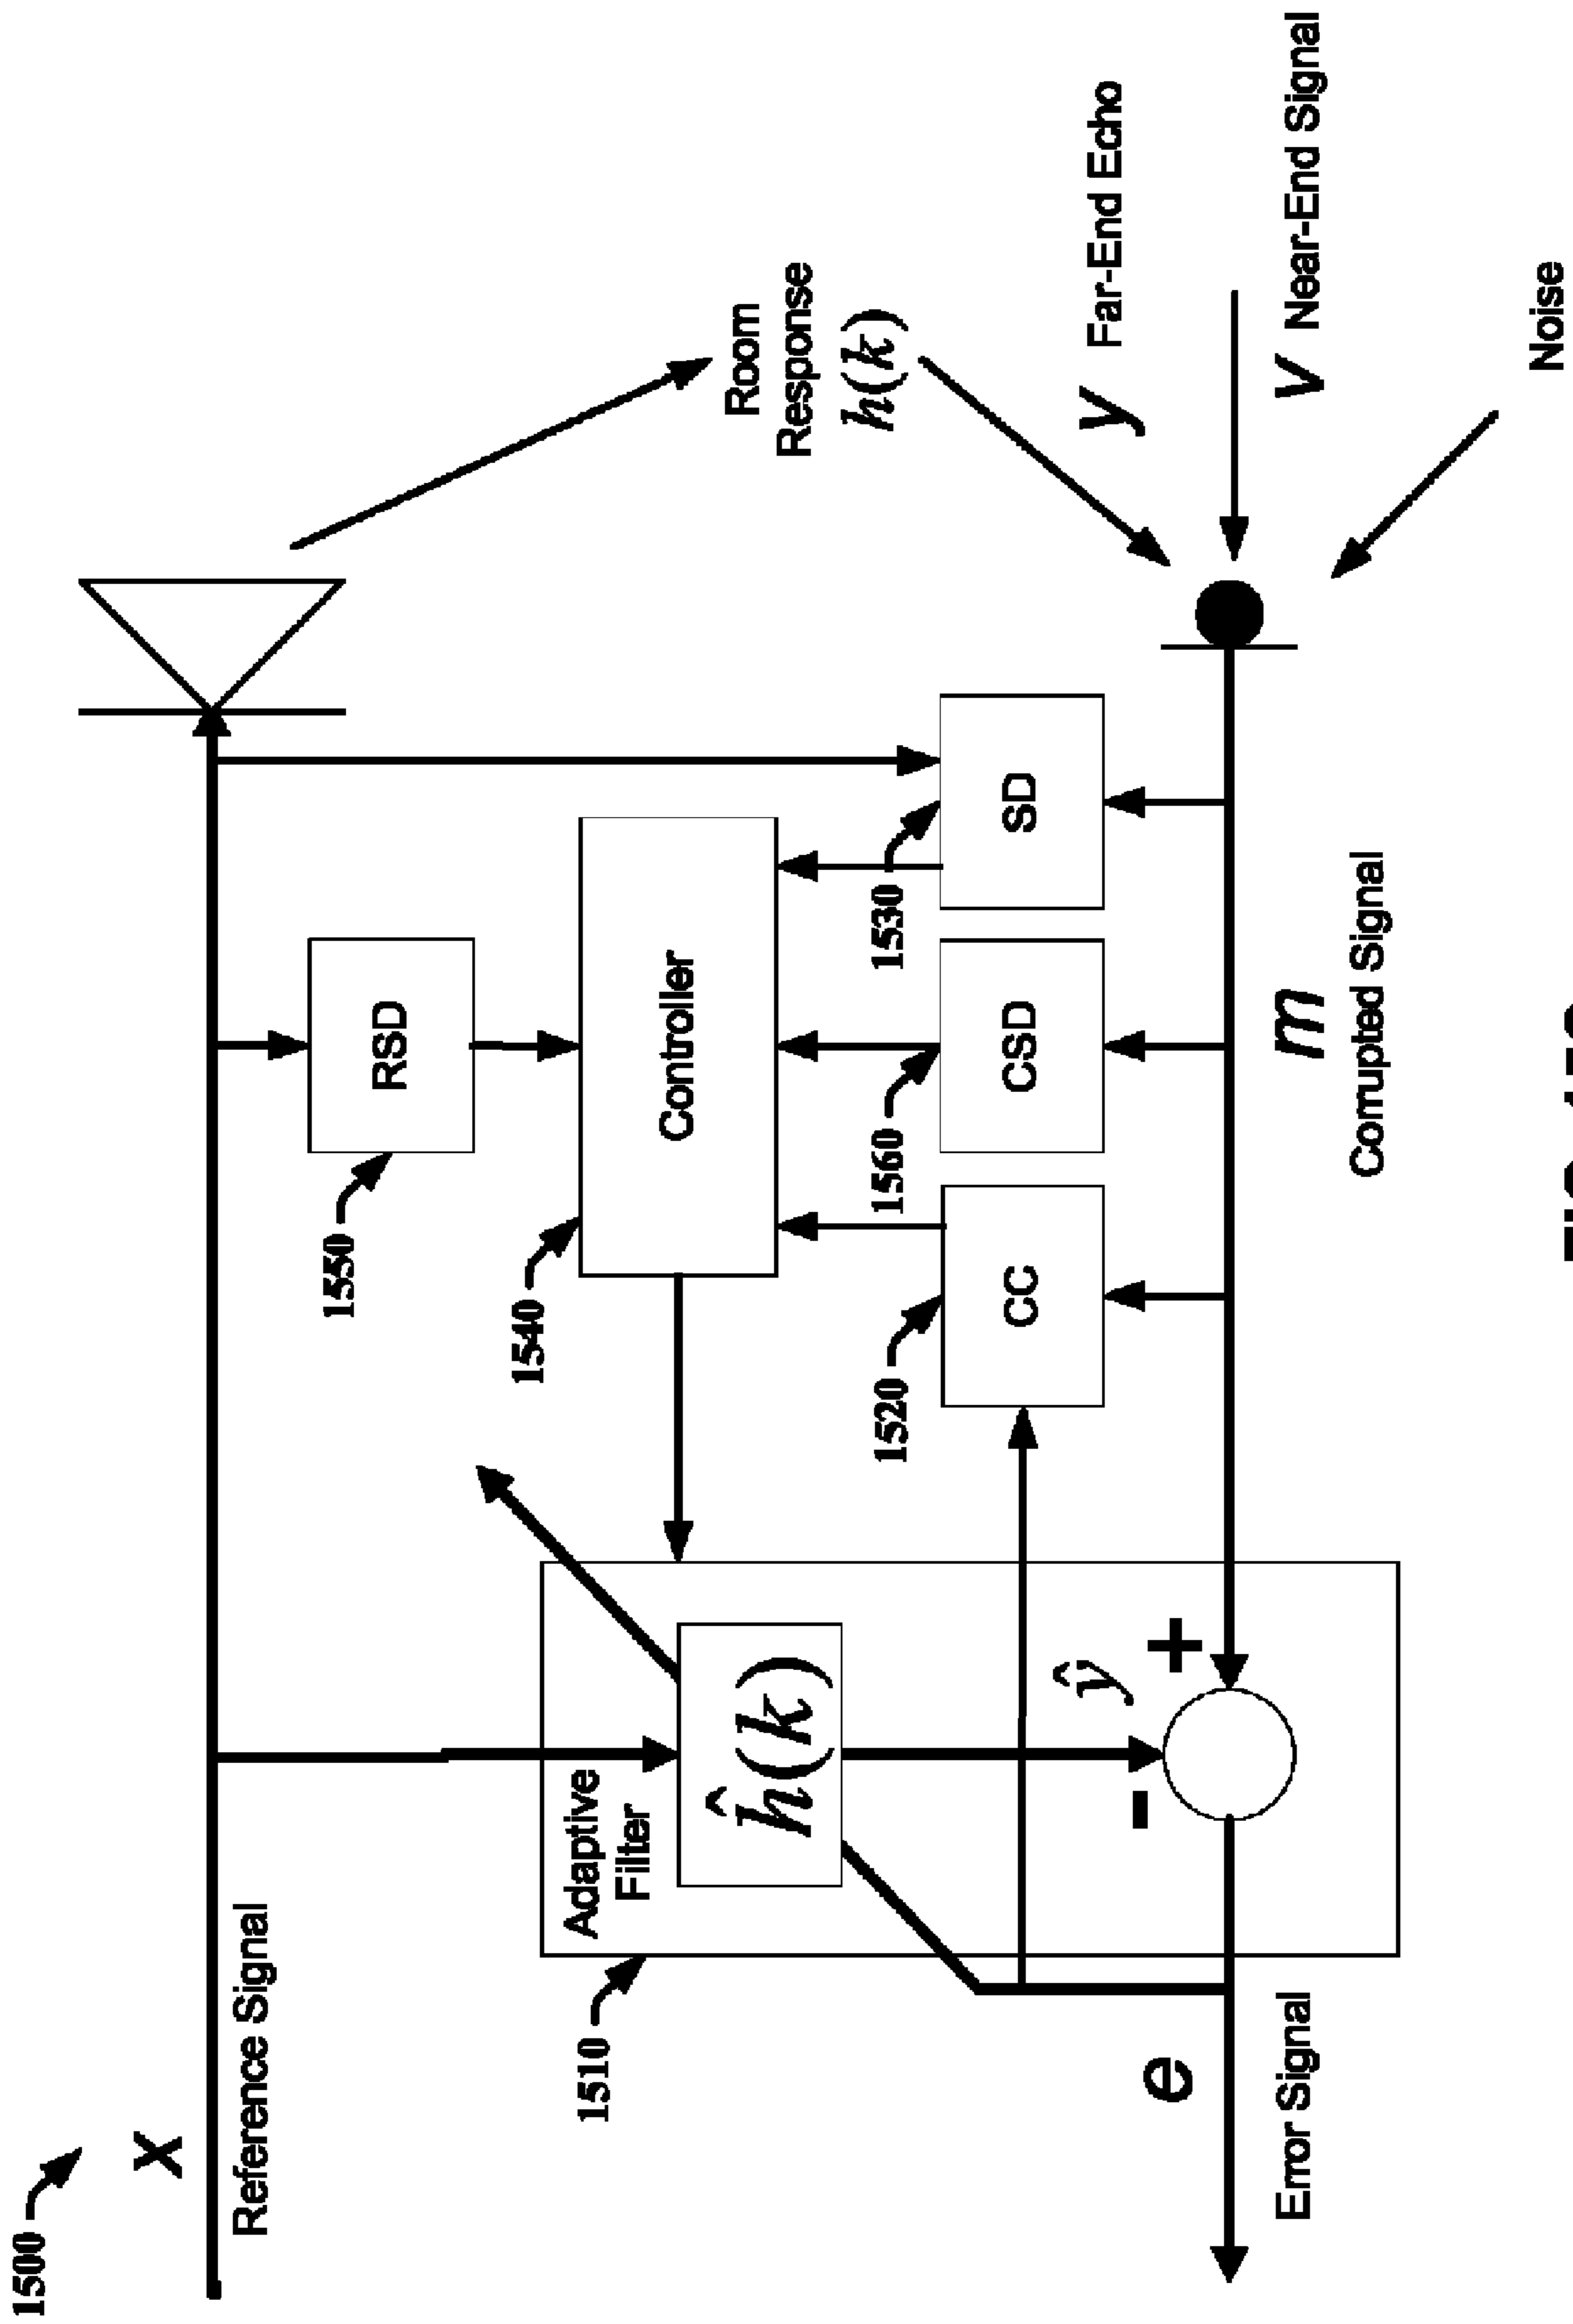 1500
x
Reference Signal
1550
RSD
1540
Controller
Room
Response
h(k)
1510
Adaptive
Filter
ĥ(k)
1520
CC
1560
CSD
1530
SD
ŷ
+
-
y Far-End Echo
v Near-End Signal
Noise
e
Error Signal
m
Corrupted Signal